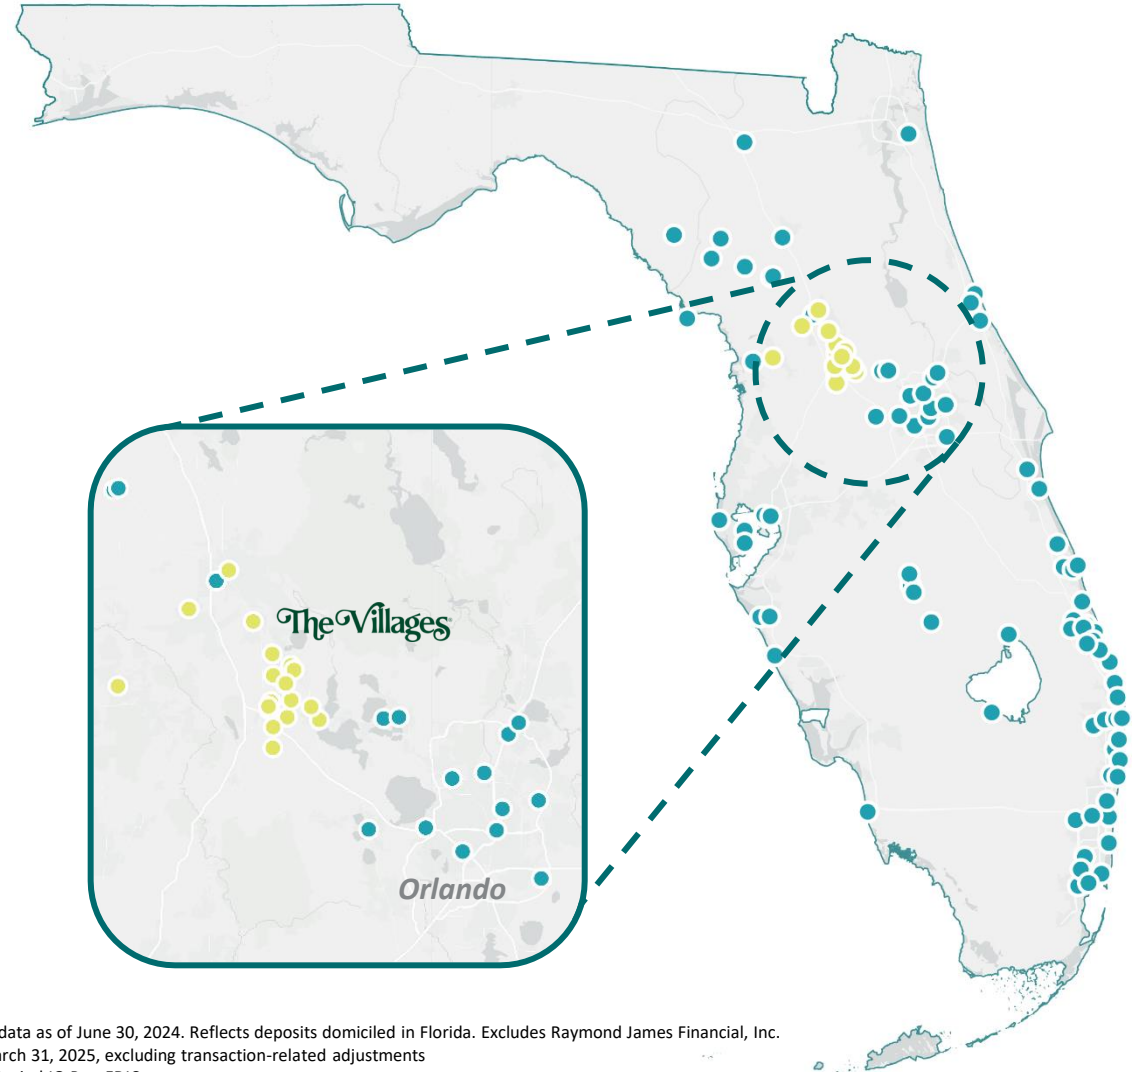 The Villages
Orlando
data as of June 30, 2024. Reflects deposits domiciled in Florida. Excludes Raymond James Financial, Inc.
arch 31, 2025, excluding transaction-related adjustments